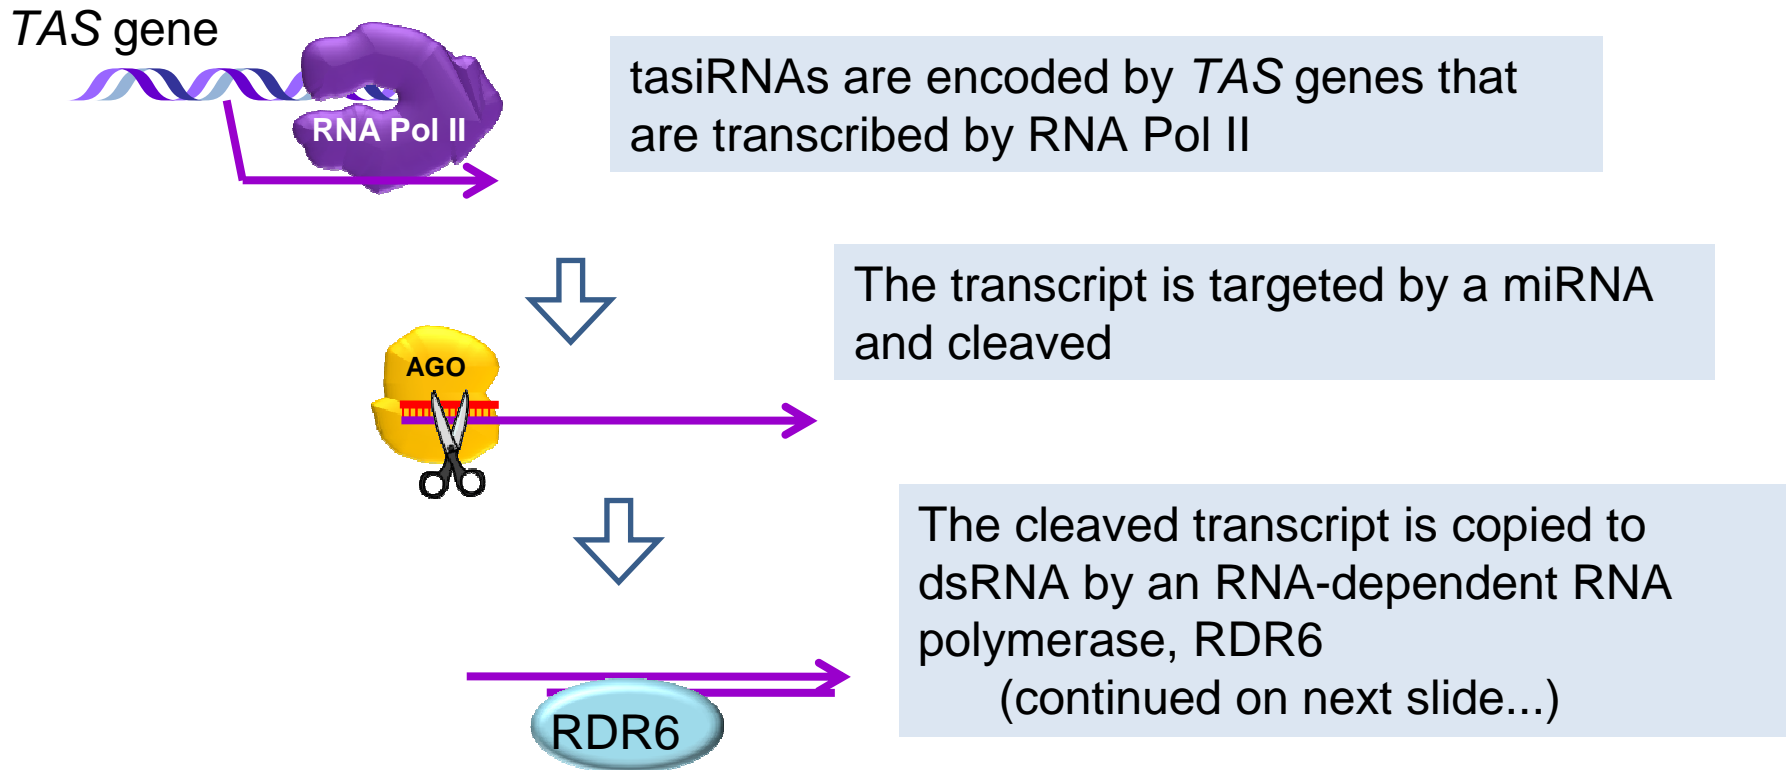 TAS gene
RNA Pol II
tasiRNAs are encoded by TAS genes that
are transcribed by RNA Pol II
The transcript is targeted by a miRNA
and cleaved
AGO
The cleaved transcript is copied to
dsRNA by an RNA-dependent RNA
polymerase, RDR6
(continued on next slide...)
RDR6